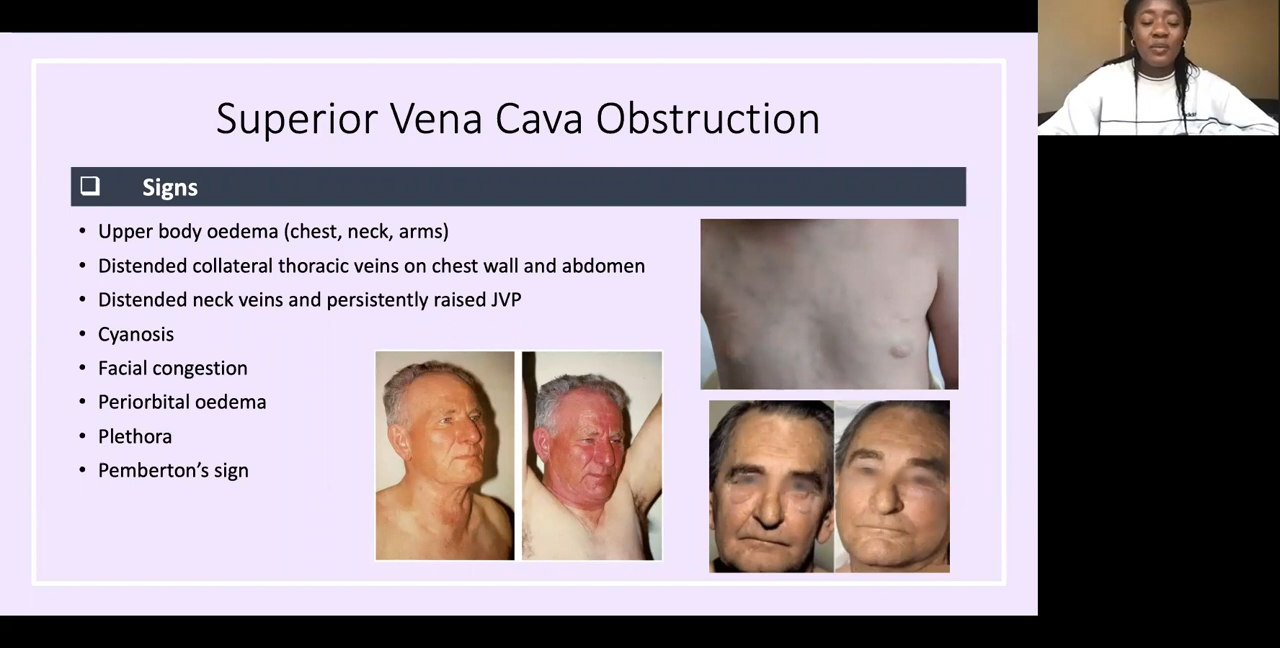 Superior Vena Cava Obstruction
Signs
• Upper body oedema (chest, neck, arms)
• Distended collateral thoracic veins on chest wall and abdomen
• Distended neck veins and persistently raised JVP
• Cyanosis
• Facial congestion
• Periorbital oedema
• Plethora
• Pemberton's sign